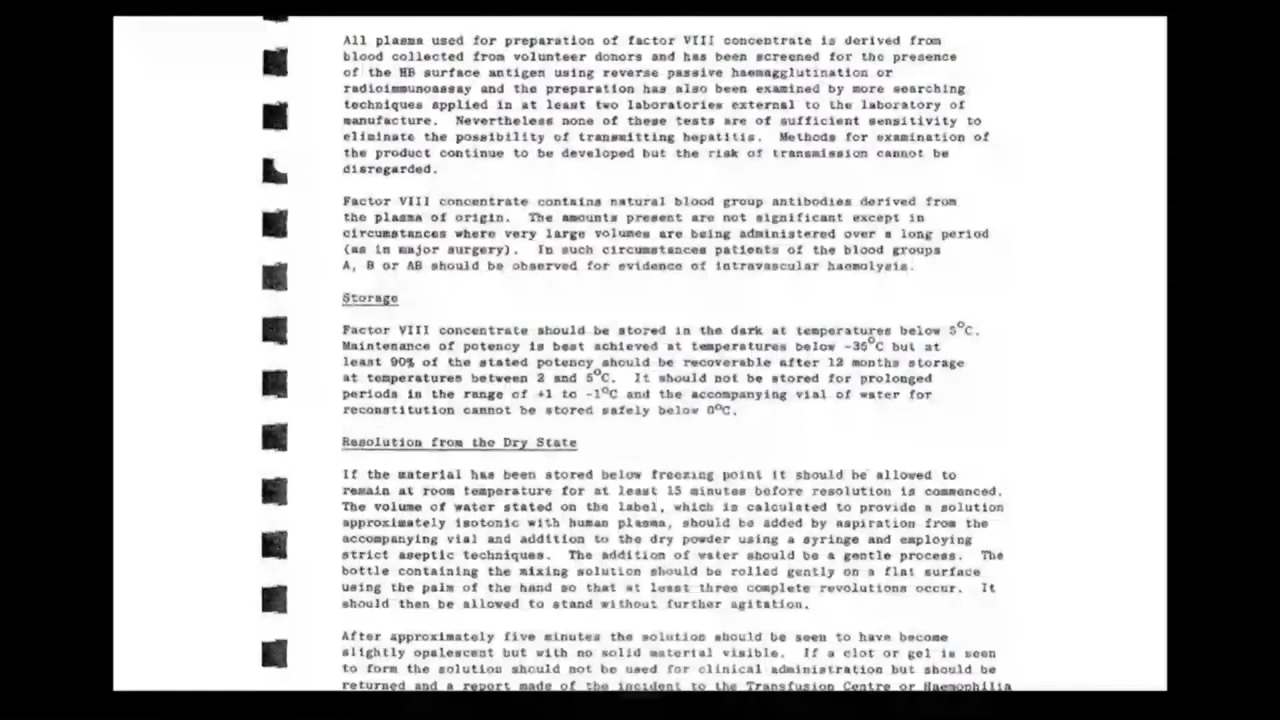 All plasma used for preparation of factor VIII concentrate is derived from
blood collected from volunteer donors and has been screened for the presence
of the HB surface antigen using reverse passive haemagglutination or
radioimmunoassay and the preparation has also been examined by more searching
techniques applied in at least two laboratories external to the laboratory of
manufacture. Nevertheless none of these tests are of sufficient sensitivity to
eliminate the possibility of transmitting hepatitis. Methods for examination of
the product continue to be developed but the risk of transmission cannot be
disregarded.
Factor VIII concentrate contains natural blood group antibodies derived from
the plasma of origin. The amounts present are not significant except in
circumstances where very large volumes are being administered over a long period
(as in major surgery). In such circumstances patients of the blood groups
A, B or AB should be observed for evidence of intravascular haemolysis.
Storage
Factor VIII concentrate should be stored in the dark at temperatures below 5°C.
Maintenance of potency is best achieved at temperatures below -35°C but at
least 90% of the stated potency should be recoverable after 12 months storage
at temperatures between 2 and 5°C. It should not be stored for prolonged
periods in the range of +1 to -1°C and the accompanying vial of water for
reconstitution cannot be stored safely below 0°C.
Resolution from the Dry State
If the material has been stored below freezing point it should be allowed to
remain at room temperature for at least 15 minutes before resolution is commenced.
The volume of water stated on the label, which is calculated to provide a solution
approximately isotonic with human plasma, should be added by aspiration from the
accompanying vial and addition to the dry powder using a syringe and employing
strict aseptic techniques. The addition of water should be a gentle process. The
bottle containing the mixing solution should be rolled gently on a flat surface
using the palm of the hand so that at least three complete revolutions occur. It
should then be allowed to stand without further agitation.
After approximately five minutes the solution should be seen to have become
slightly opalescent but with no solid material visible. If a clot or gel is seen
to form the solution should not be used for clinical administration but should be
returned and a report made of the incident to the Transfusion Centre or Haemophilia